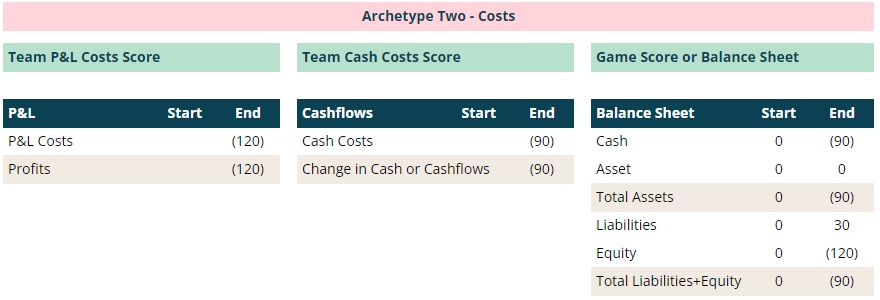 Archetype Two - Costs
Team P&L Costs Score
Team Cash Costs Score
Game Score or Balance Sheet
P&L Start End
P&L Costs (120)
Profits (120)
Cashflows Start End
Cash Costs (90)
Change in Cash or Cashflows (90)
Balance Sheet Start End
Cash 0 (90)
Asset 0 0
Total Assets 0 (90)
Liabilities 0 30
Equity 0 (120)
Total Liabilities+Equity 0 (90)